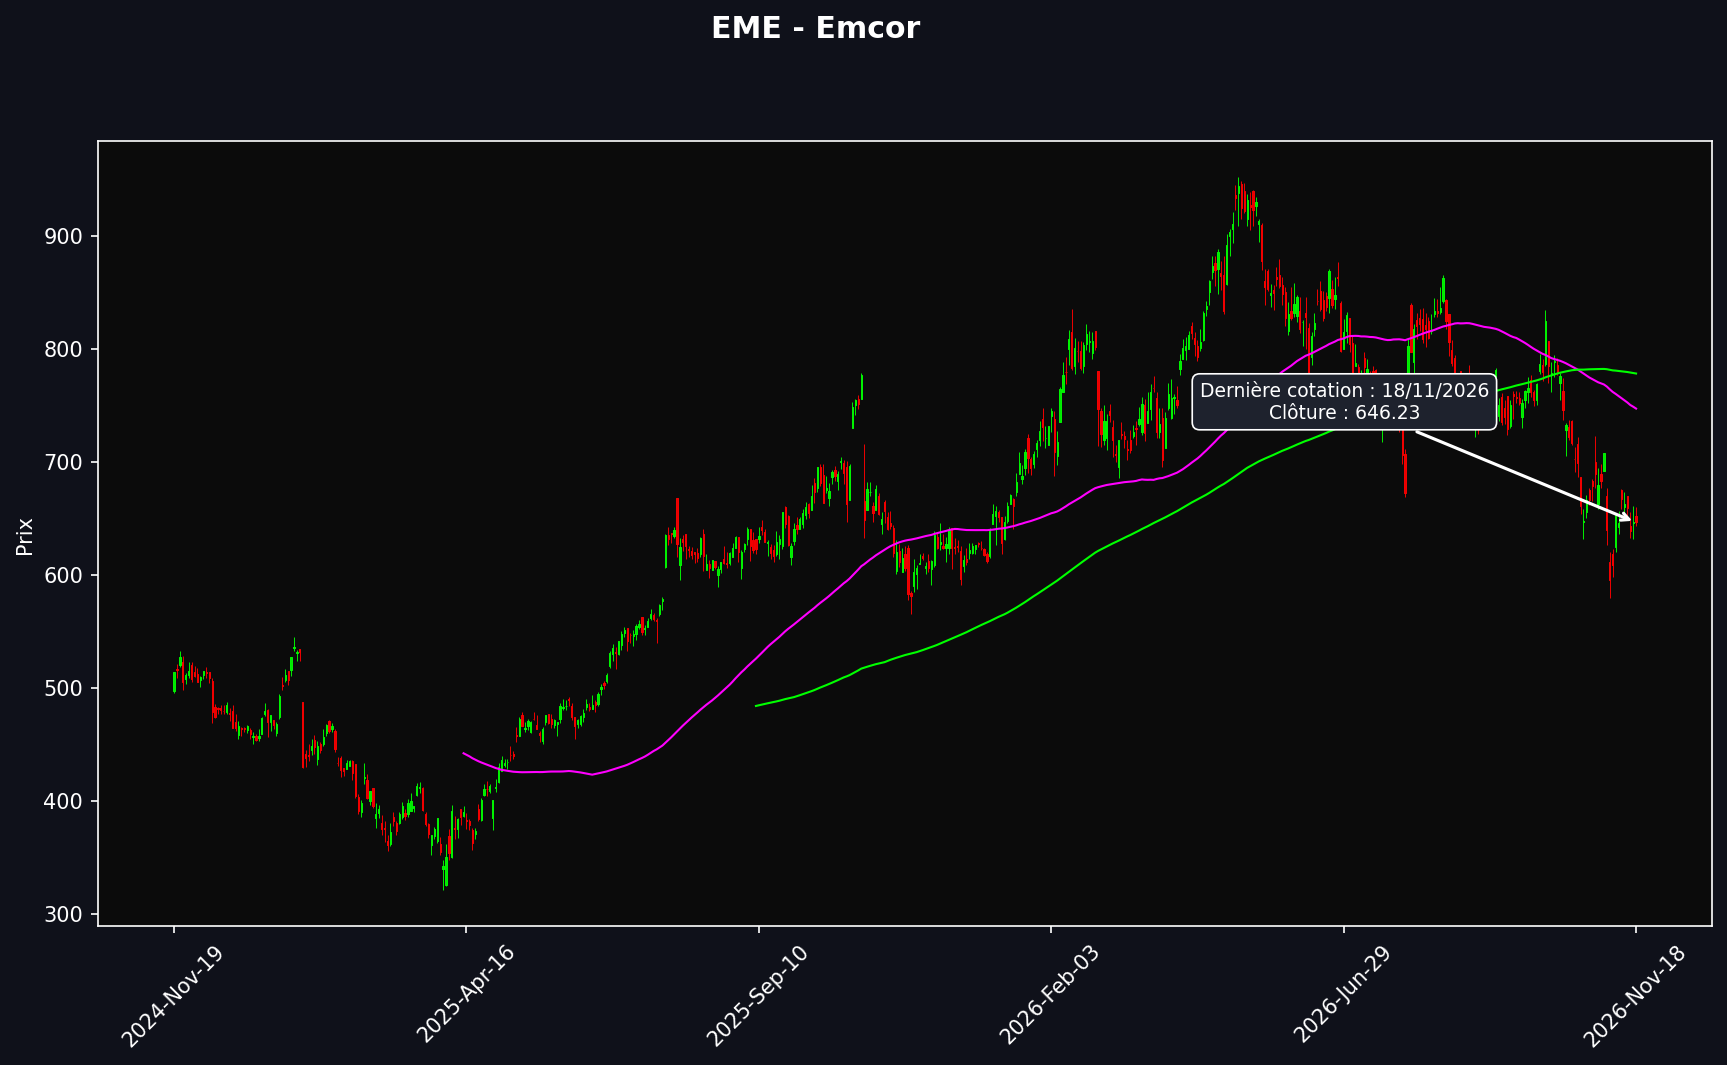 EME - Emcor
Prix
900
800
700
600
500
400
300
Dernière cotation : 18/11/2026
Clôture : 646.23
2024-Nov-19
2025-Apr-16
2025-Sep-10
2026-Feb-03
2026-Jun-29
2026-Nov-18